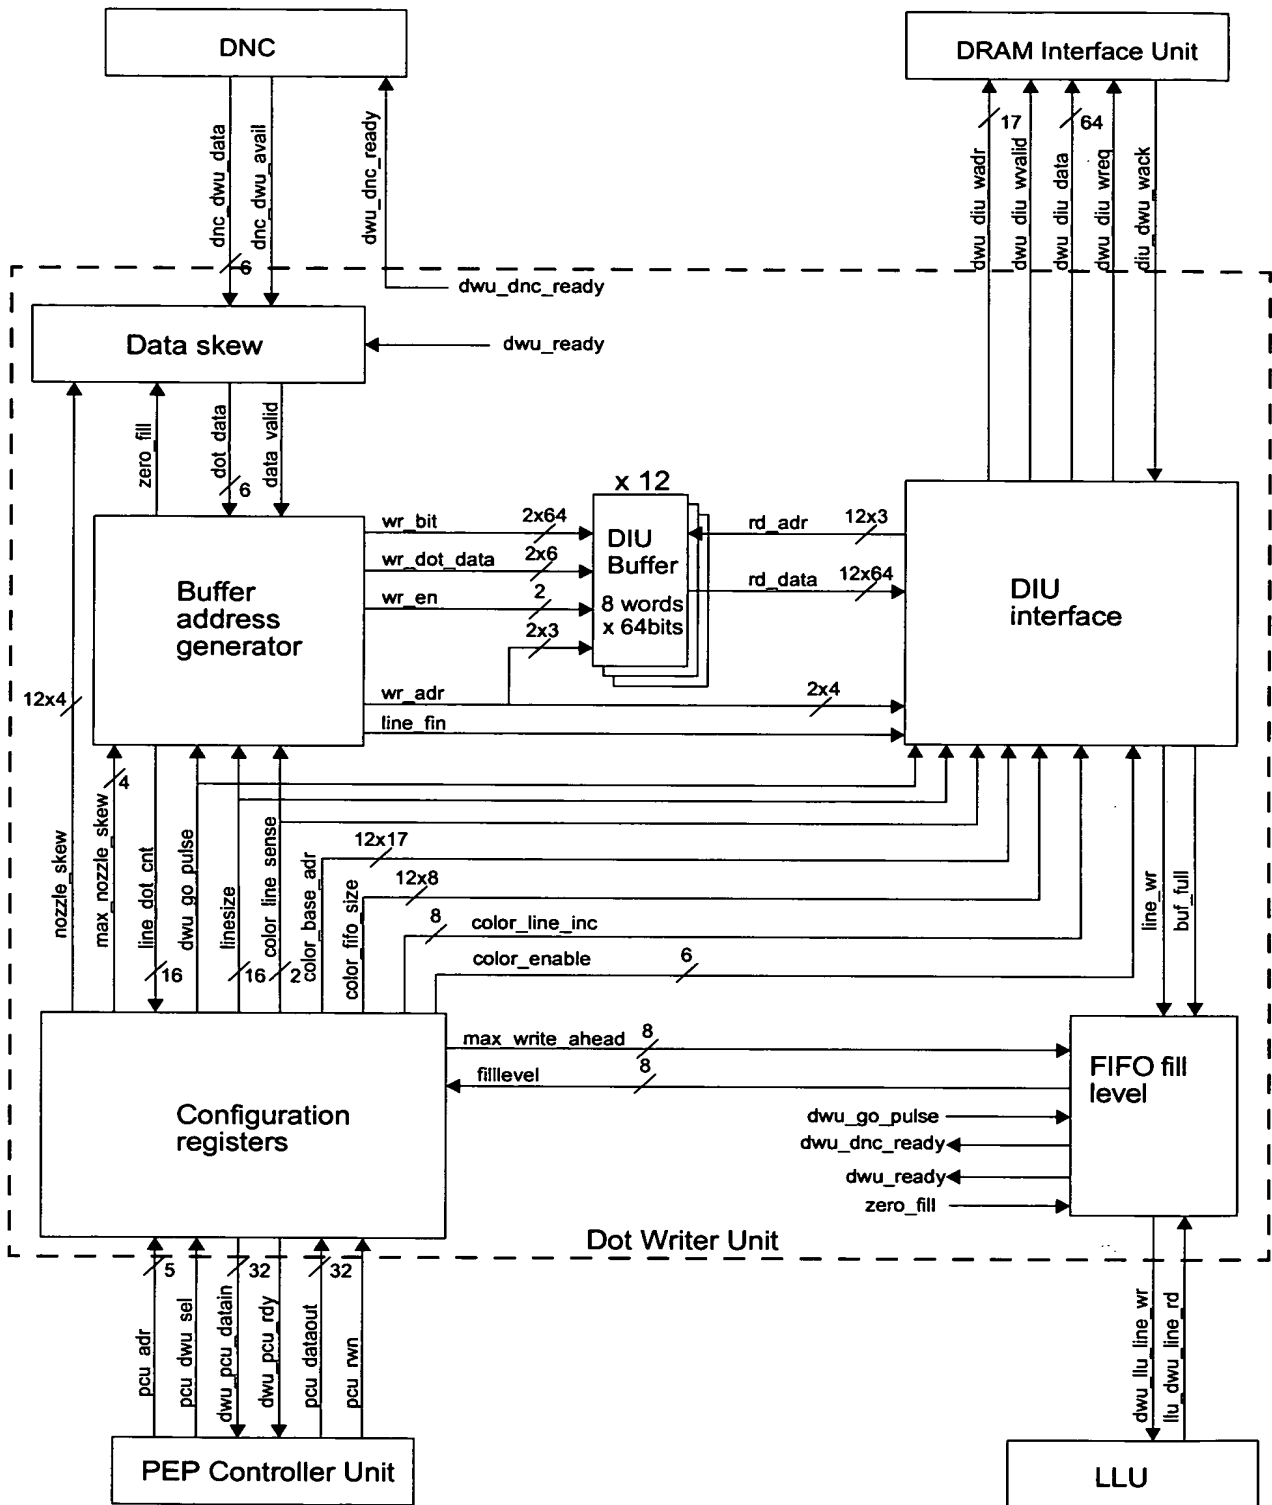 DNC
DRAM Interface Unit
dnc_dwu_data
dnc_dwu_avail
dwu_dnc_ready
6
17
64
dwu_diu_wadr
dwu_diu_wvalid
dwu_diu_data
dwu_diu_wreq
diu_dwu_wack
dwu_dnc_ready
Data skew
dwu_ready
zero_fill
dot_data
data_valid
6
x 12
wr_bit
2x64
DIU
Buffer
8 words
x 64bits
rd_adr
12x3
wr_dot_data
2x6
rd_data
12x64
wr_en
2
2x3
Buffer
address
generator
DIU
interface
wr_adr
2x4
line_fin
12x4
4
nozzle_skew
max_nozzle_skew
line_dot_cnt
dwu_go_pulse
linesize
color_line_sense
color_base_adr
color_fifo_size
16
16
2
12x17
12x8
8
color_line_inc
color_enable
6
line_wr
buf_full
max_write_ahead
8
filllevel
8
FIFO fill
level
Configuration
registers
dwu_go_pulse
dwu_dnc_ready
dwu_ready
zero_fill
Dot Writer Unit
5
32
32
pcu_adr
pcu_dwu_sel
dwu_pcu_datain
dwu_pcu_rdy
pcu_dataout
pcu_rwn
dwu_llu_line_wr
llu_dwu_line_rd
PEP Controller Unit
LLU